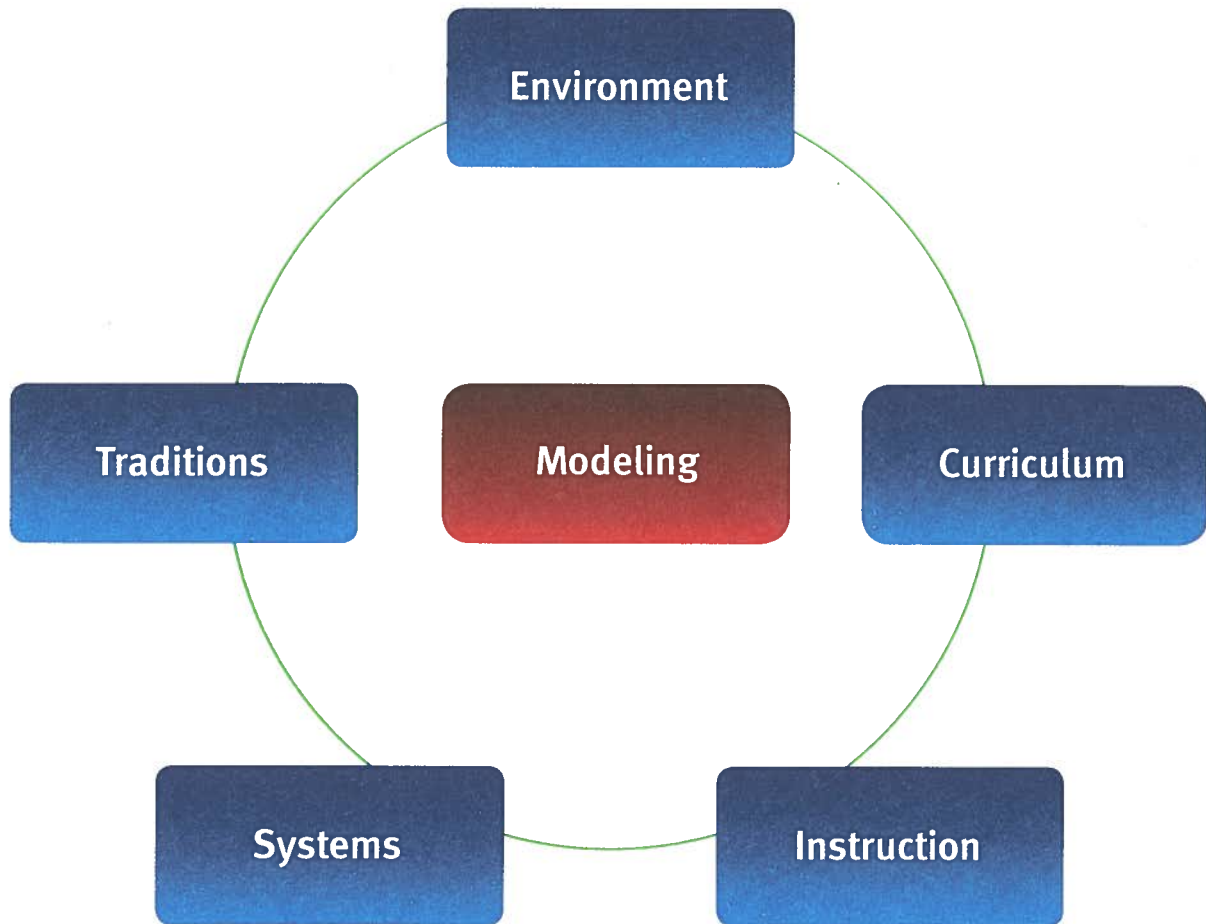 Environment
Traditions
Modeling
Curriculum
Systems
Instruction